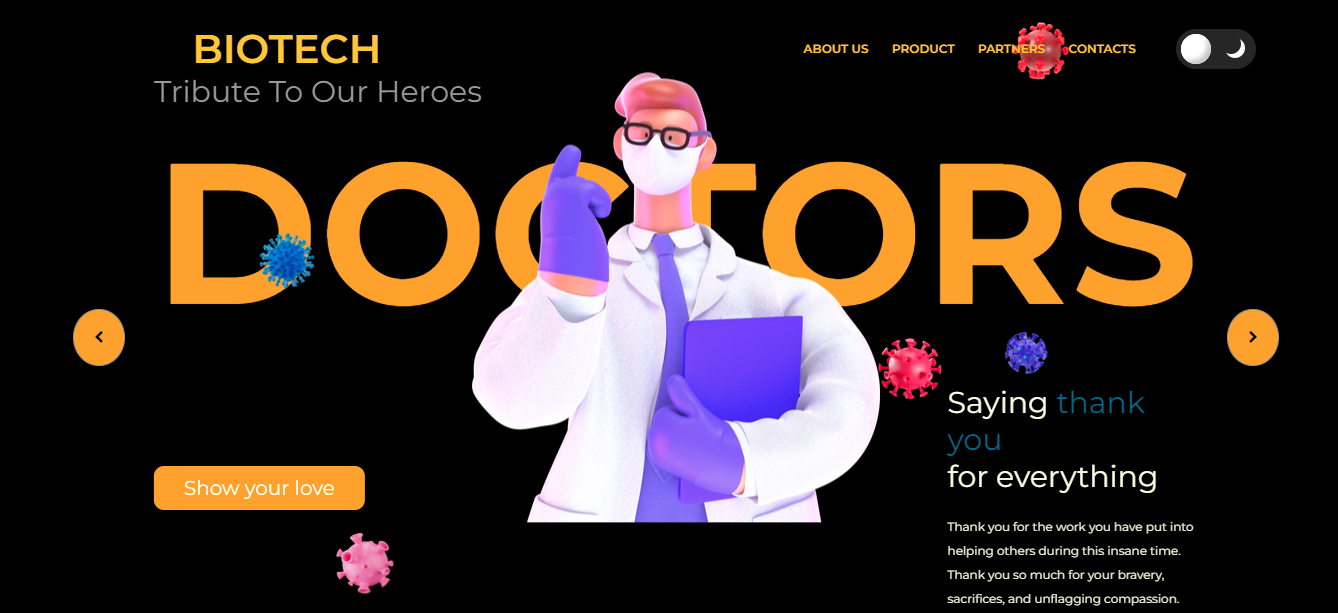 BIOTECH
Tribute To Our Heroes
ABOUT US PRODUCT PARTNERS CONTACTS
DOCTORS
Saying thank
you
for everything
Show your love
Thank you for the work you have put into
helping others during this insane time.
Thank you so much for your bravery,
sacrifices, and unflagging compassion.